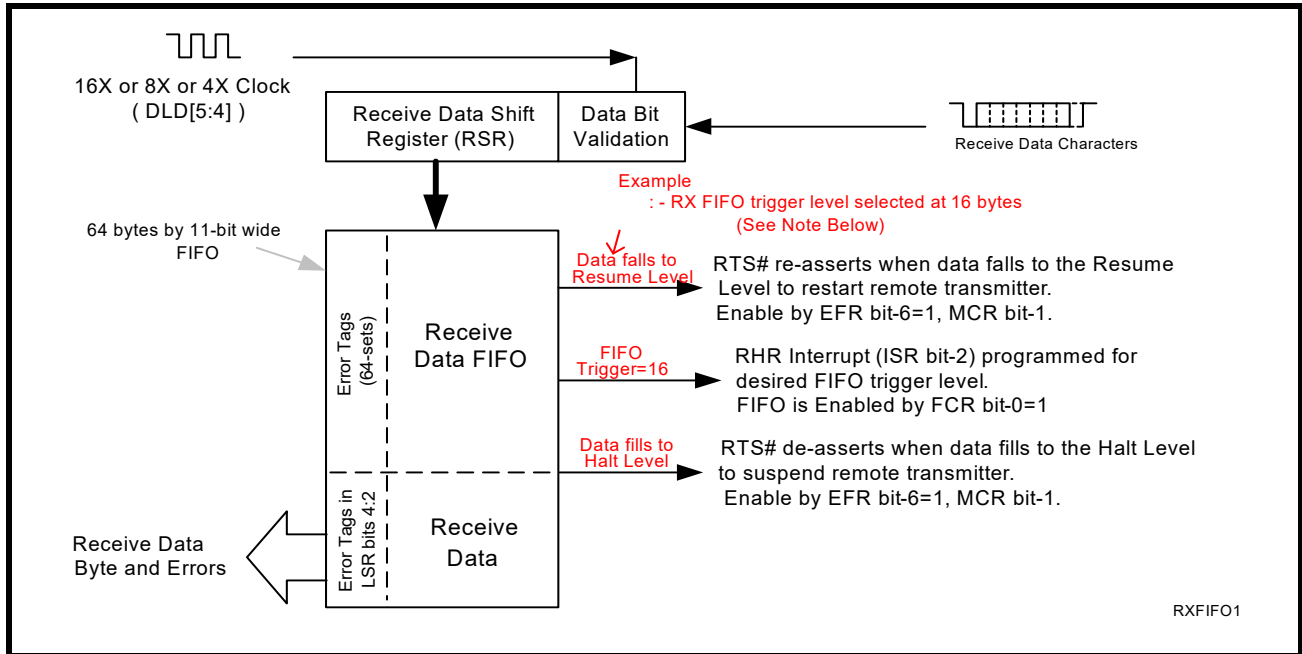 16X or 8X or 4X Clock
( DLD[5:4] )
Receive Data Shift
Register (RSR)
Data Bit
Validation
Receive Data Characters
Example
: - RX FIFO trigger level selected at 16 bytes
(See Note Below)
64 bytes by 11-bit wide
FIFO
Data falls to
Resume Level
RTS# re-asserts when data falls to the Resume
Level to restart remote transmitter.
Enable by EFR bit-6=1, MCR bit-1.
Error Tags
(64-sets)
Receive
Data FIFO
FIFO
Trigger=16
RHR Interrupt (ISR bit-2) programmed for
desired FIFO trigger level.
FIFO is Enabled by FCR bit-0=1
Data fills to
Halt Level
RTS# de-asserts when data fills to the Halt Level
to suspend remote transmitter.
Enable by EFR bit-6=1, MCR bit-1.
Error Tags in
LSR bits 4:2
Receive
Data
Receive Data
Byte and Errors
RXFIFO1